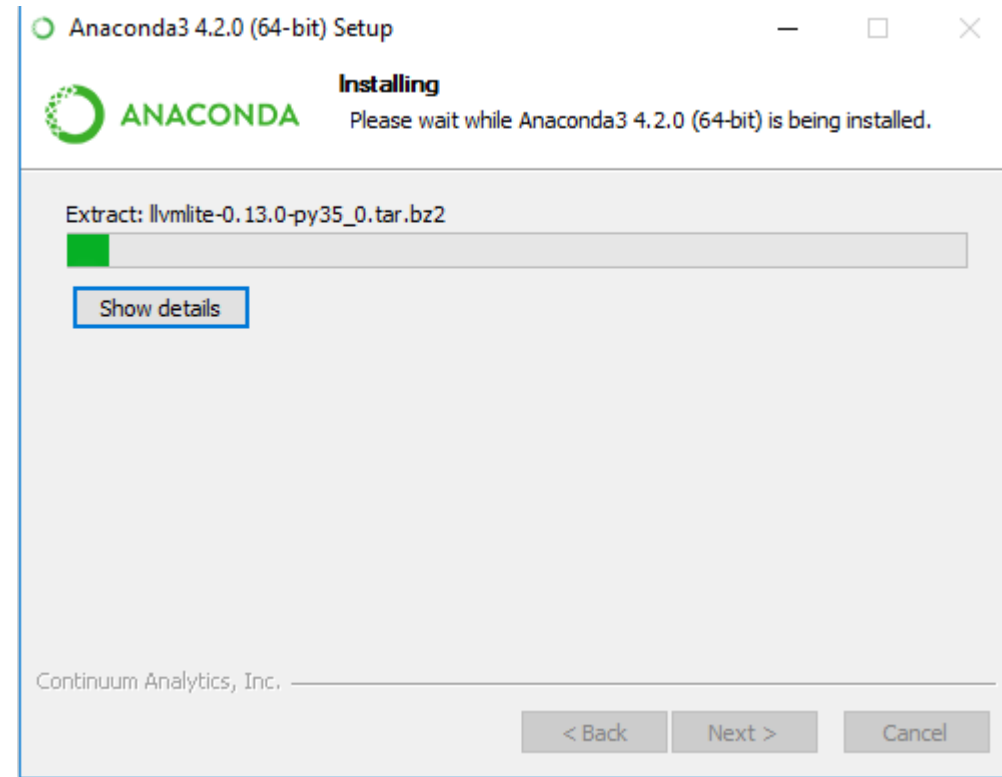 Anaconda3 4.2.0 (64-bit) Setup
Installing
ANACONDA
Please wait while Anaconda3 4.2.0 (64-bit) is being installed.
Extract: llvmlite-0.13.0-py35_0.tar.bz2
Show details
Continuum Analytics, Inc.
< Back
Next >
Cancel